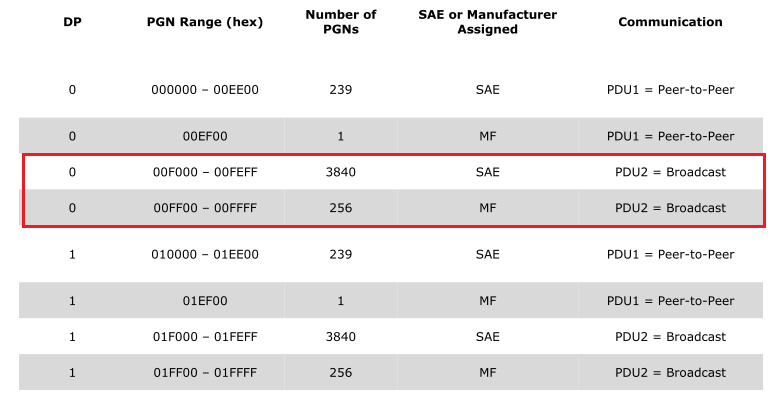 DP PGN Range (hex) Number of PGNs SAE or Manufacturer Assigned Communication
0 000000 – 00EE00 239 SAE PDU1 = Peer-to-Peer
0 00EF00 1 MF PDU1 = Peer-to-Peer
0 00F000 – 00FEFF 3840 SAE PDU2 = Broadcast
0 00FF00 – 00FFFF 256 MF PDU2 = Broadcast
1 010000 – 01EE00 239 SAE PDU1 = Peer-to-Peer
1 01EF00 1 MF PDU1 = Peer-to-Peer
1 01F000 – 01FEFF 3840 SAE PDU2 = Broadcast
1 01FF00 – 01FFFF 256 MF PDU2 = Broadcast